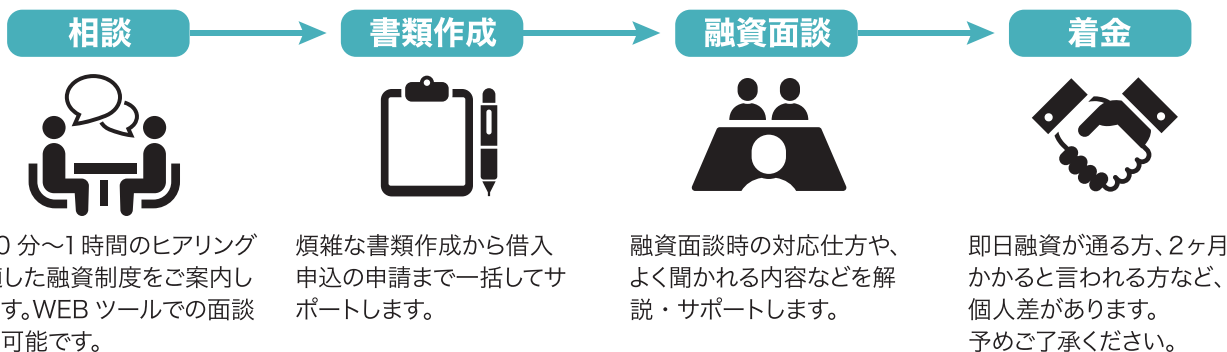 相談
書類作成
融資面談
着金
0 分〜1時間のヒアリング
した融資制度をご案内し
す。WEB ツールでの面談
可能です。
煩雑な書類作成から借入
申込の申請まで一括してサ
ポートします。
融資面談時の対応仕方や、
よく聞かれる内容などを解
説・サポートします。
即日融資が通る方、2ヶ月
かかると言われる方など、
個人差があります。
予めご了承ください。